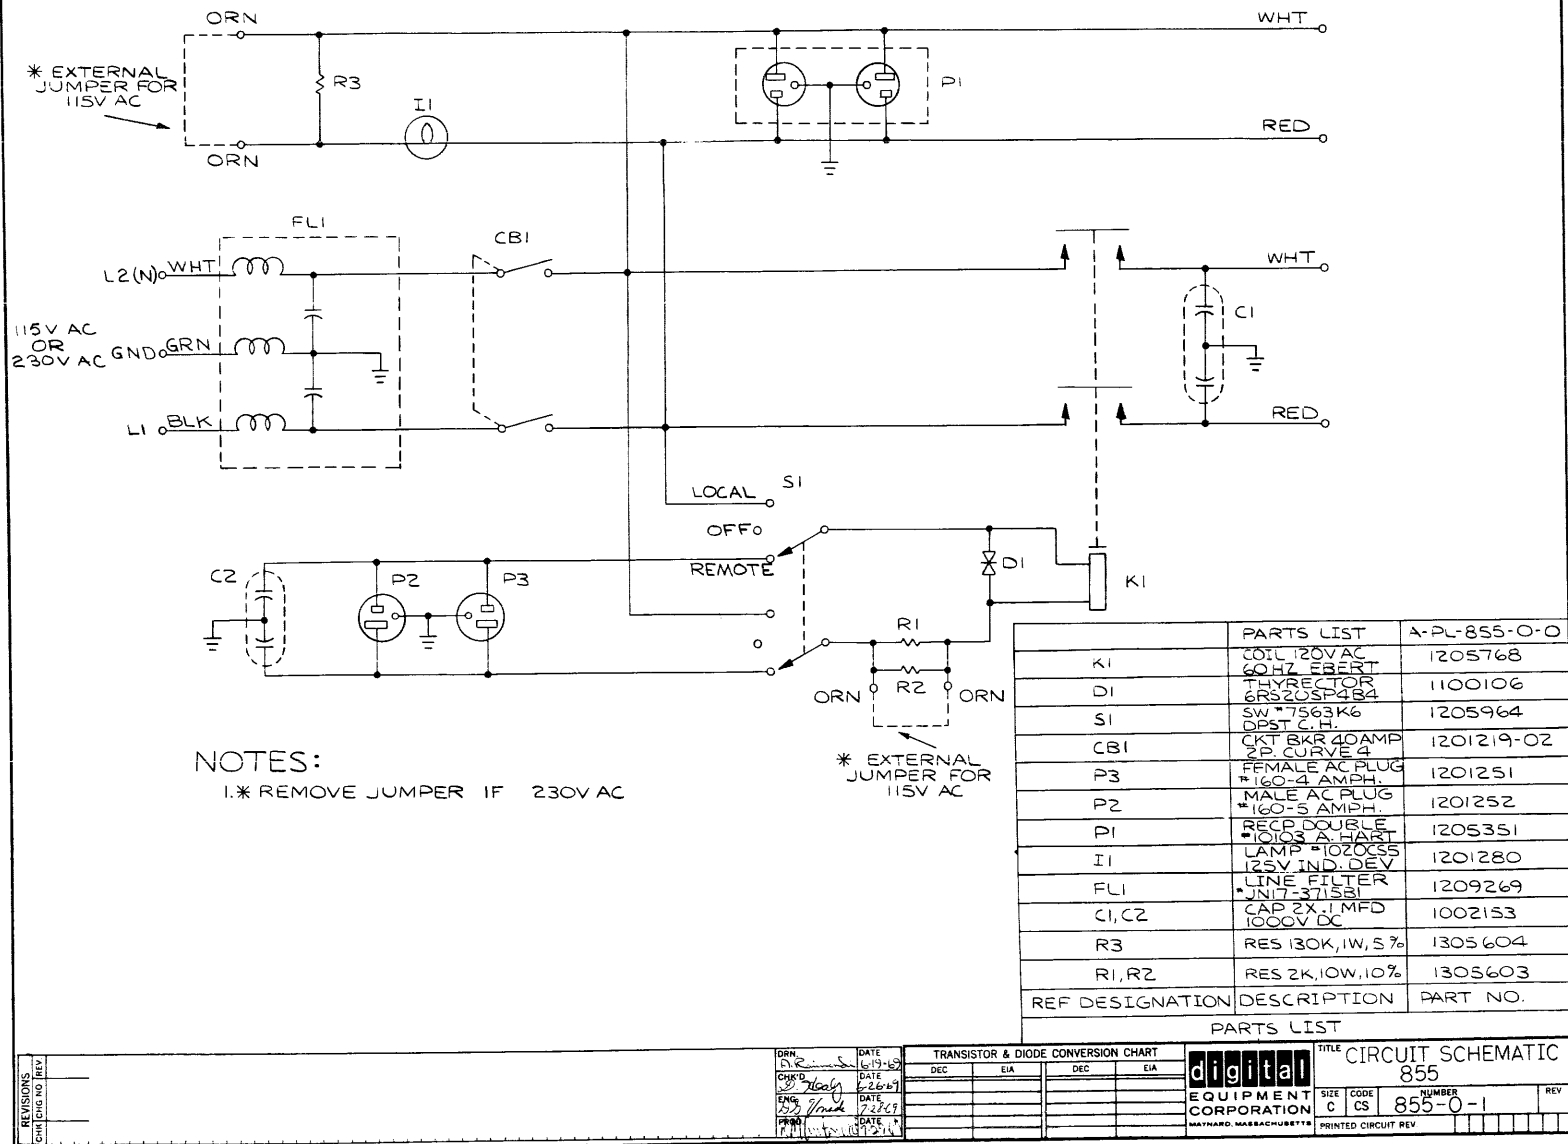 ORN
WHT
* EXTERNAL
JUMPER FOR
115V AC
R3
I1
P1
RED
ORN
FL1
CB1
L2(N) WHT
WHT
C1
115V AC
OR
230V AC
GND GRN
L1 BLK
RED
LOCAL
S1
OFF
REMOTE
C2
P2
P3
D1
K1
R1
R2
ORN
ORN
* EXTERNAL
JUMPER FOR
115V AC
NOTES:
1.* REMOVE JUMPER IF 230V AC
PARTS LIST A-PL-855-0-0
K1 COIL 120V AC 1205768
60HZ EBERT
D1 THYRECTOR 1100106
6RS20SP4B4
S1 SW #7563K6 1205964
DPST C.H.
CB1 CKT BKR 40AMP 1201219-02
2P. CURVE 4
P3 FEMALE AC PLUG 1201251
#160-4 AMPH.
P2 MALE AC PLUG 1201252
#160-5 AMPH.
P1 RECP DOUBLE 1205351
#10103 A. HART
I1 LAMP #1020CS5 1201280
125V IND. DEV
FL1 LINE FILTER 1209269
#JN17-3715B1
C1,C2 CAP 2X.1 MFD 1002153
1000V DC
R3 RES 130K,1W,5% 1305604
R1,R2 RES 2K,10W,10% 1305603
REF DESIGNATION DESCRIPTION PART NO.
PARTS LIST
REVISIONS
CHK CHG NO REV
DRN. DATE
6-19-69
CHK'D DATE
Healy 6-26-69
ENG. DATE
7-28-69
PROD DATE
TRANSISTOR & DIODE CONVERSION CHART
DEC EIA DEC EIA
digital
EQUIPMENT
CORPORATION
MAYNARD, MASSACHUSETTS
TITLE CIRCUIT SCHEMATIC
855
SIZE CODE NUMBER REV
C CS 855-0-1
PRINTED CIRCUIT REV